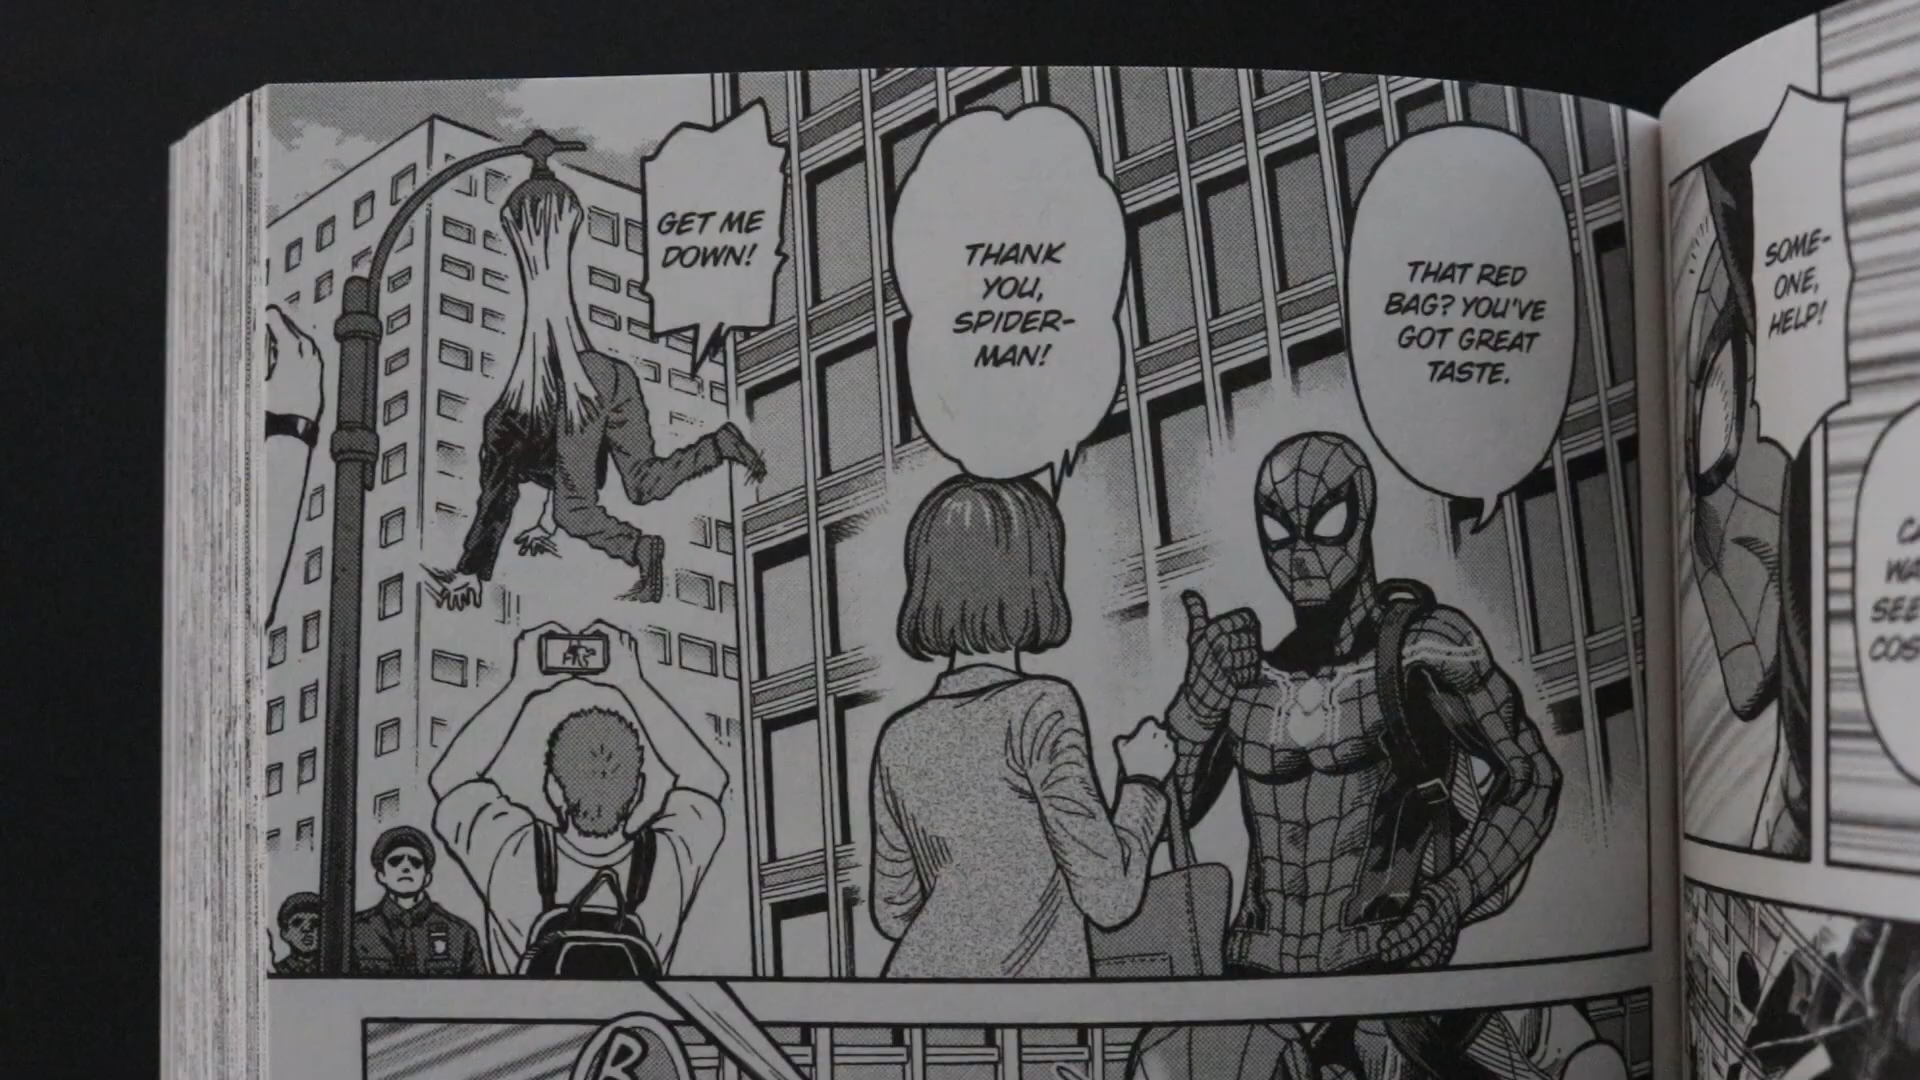 GET ME
DOWN!
THANK
YOU,
SPIDER-
MAN!
THAT RED
BAG? YOU'VE
GOT GREAT
TASTE.
SOME-
ONE,
HELP!